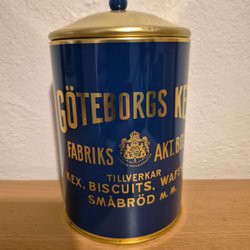 GÖTEBORGS KE
FABRIKS AKT. BO
TILLVERKAR
KEX. BISCUITS, WAFE
SMÅBRÖD M. M.